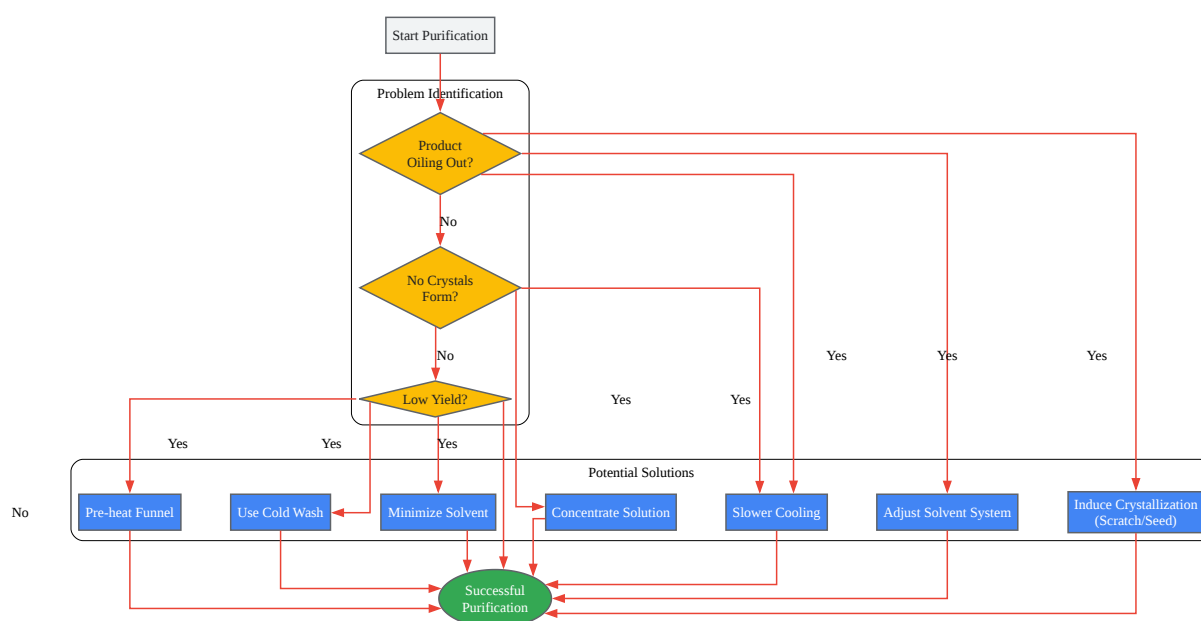 Start Purification
Problem Identification
Product
Oiling Out?
No
No Crystals
Form?
No
Yes
Yes
Yes
Low Yield?
Yes
Yes
Yes
Yes
Yes
Potential Solutions
No
Pre-heat Funnel
Use Cold Wash
Minimize Solvent
Concentrate Solution
Slower Cooling
Adjust Solvent System
Induce Crystallization
(Scratch/Seed)
Successful
Purification